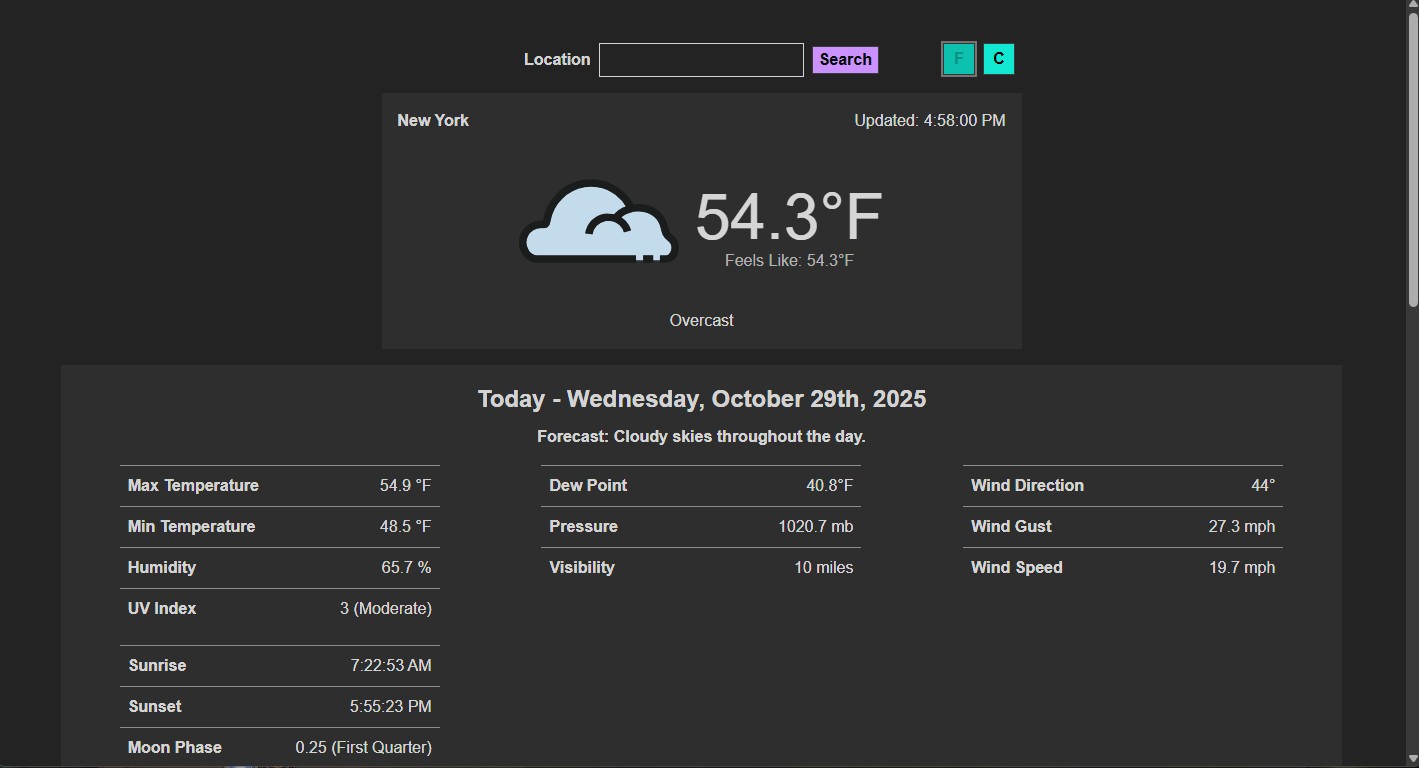 Location Search F C
New York Updated: 4:58:00 PM
54.3°F
Feels Like: 54.3°F
Overcast
Today - Wednesday, October 29th, 2025
Forecast: Cloudy skies throughout the day.
Max Temperature 54.9 °F
Min Temperature 48.5 °F
Humidity 65.7 %
UV Index 3 (Moderate)
Sunrise 7:22:53 AM
Sunset 5:55:23 PM
Moon Phase 0.25 (First Quarter)
Dew Point 40.8°F
Pressure 1020.7 mb
Visibility 10 miles
Wind Direction 44°
Wind Gust 27.3 mph
Wind Speed 19.7 mph